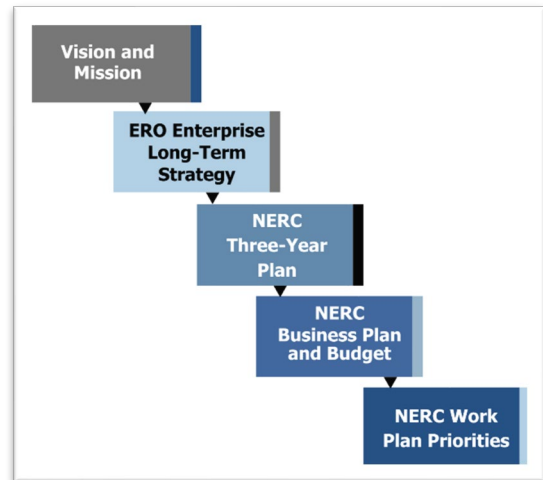 Vision and
Mission
ERO Enterprise
Long-Term
Strategy
NERC
Three-Year
Plan
NERC
Business Plan
and Budget
NERC Work
Plan Priorities